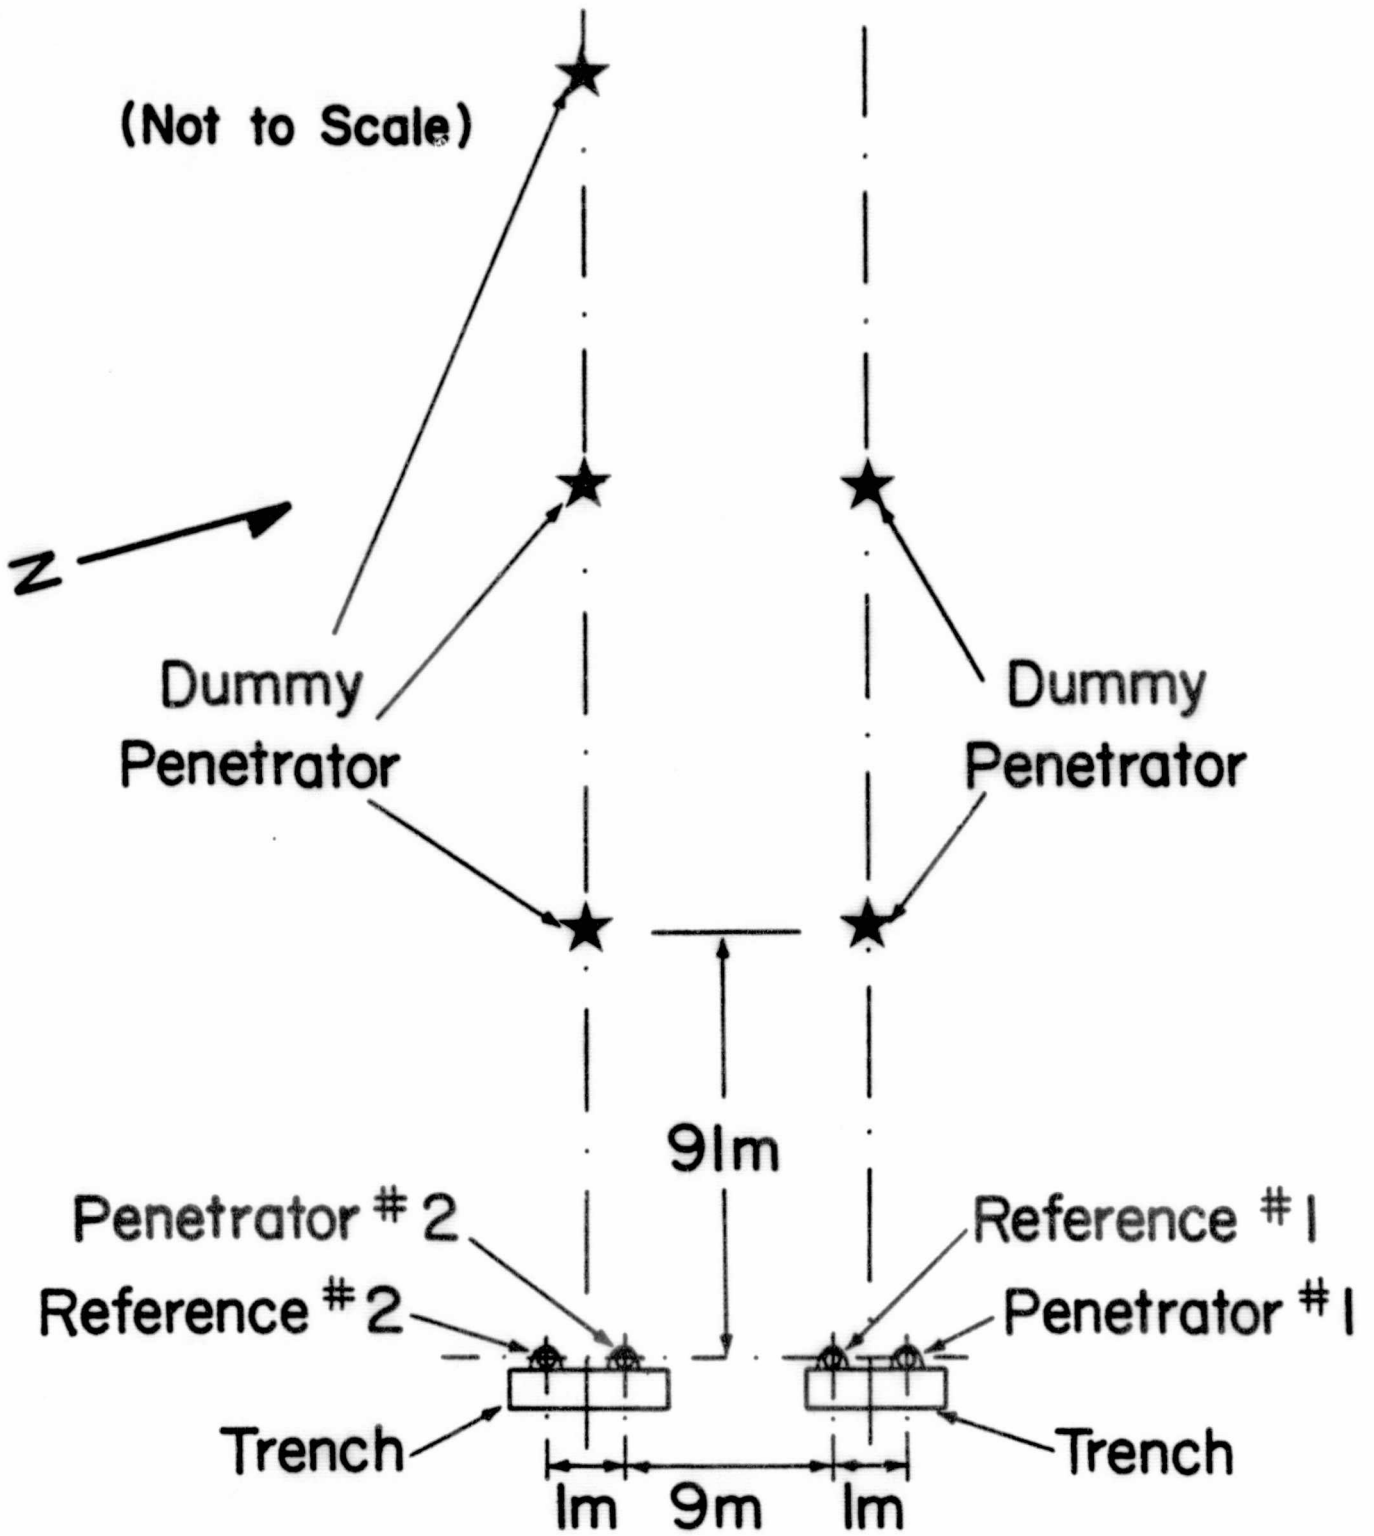 (Not to Scale)
N
Dummy
Penetrator
Dummy
Penetrator
91m
Penetrator #2
Reference #2
Reference #1
Penetrator #1
Trench
Trench
1m
9m
1m